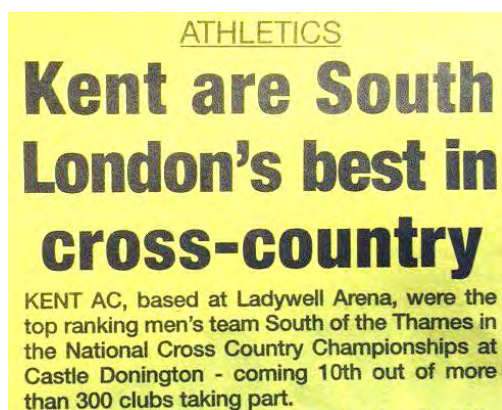 ATHLETICS
Kent are South
London's best in
cross-country
KENT AC, based at Ladywell Arena, were the
top ranking men's team South of the Thames in
the National Cross Country Championships at
Castle Donington - coming 10th out of more
than 300 clubs taking part.